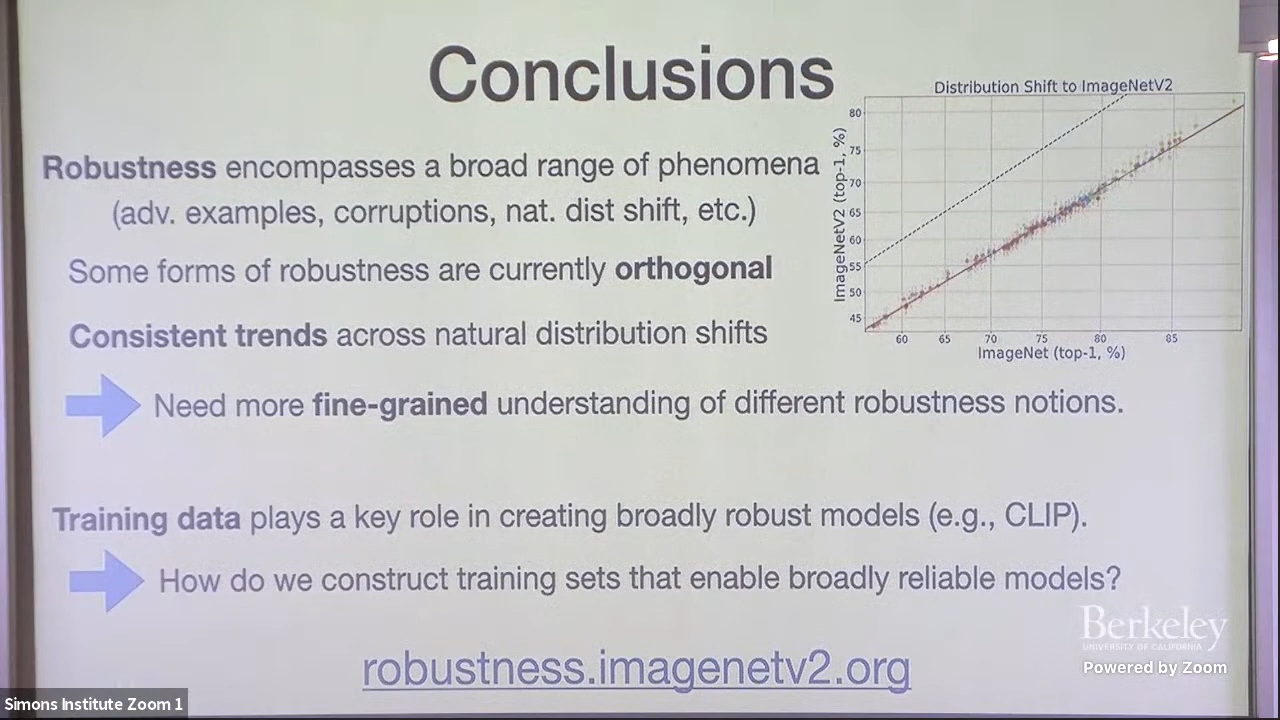 Conclusions
Robustness encompasses a broad range of phenomena
(adv. examples, corruptions, nat. dist shift, etc.)
Some forms of robustness are currently orthogonal
Consistent trends across natural distribution shifts
Need more fine-grained understanding of different robustness notions.
Distribution Shift to ImageNetV2
ImageNetV2 (top-1, %)
80
75
70
65
60
55
50
45
60 65 70 75 80 85
ImageNet (top-1, %)
Training data plays a key role in creating broadly robust models (e.g., CLIP).
How do we construct training sets that enable broadly reliable models?
robustness.imagenetv2.org
Berkeley
UNIVERSITY OF CALIFORNIA
Powered by Zoom
Simons Institute Zoom 1